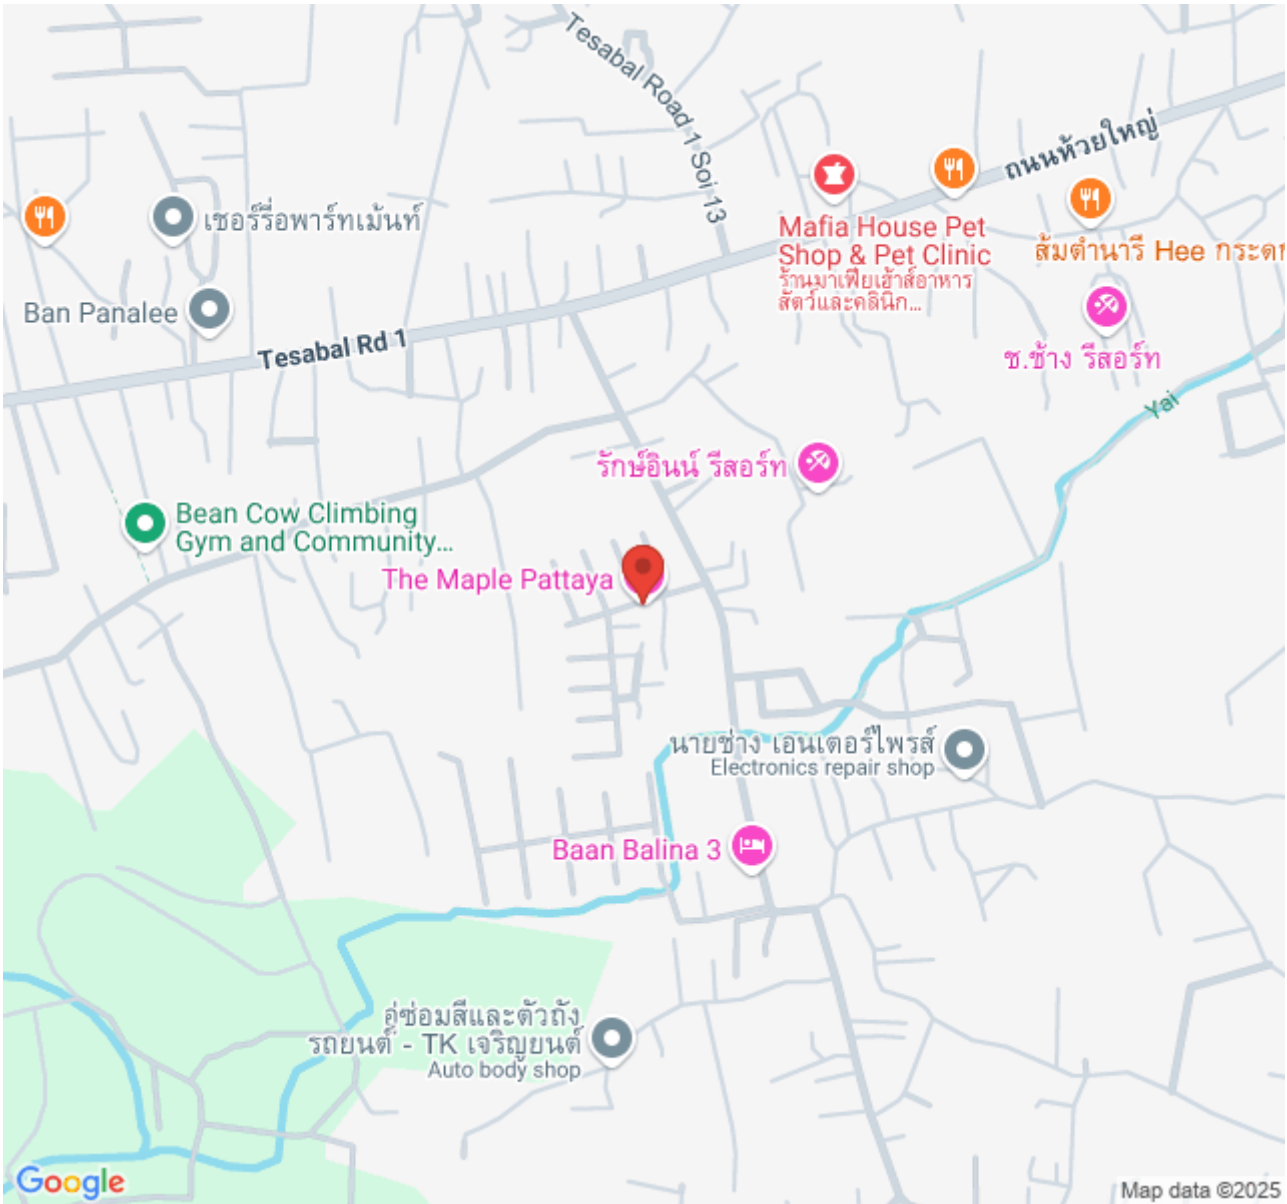 Tesabal Road 1 Soi 13
ถนนห้วยใหญ่
Mafia House Pet
Shop & Pet Clinic
ร้านมาเฟียเฮ้าส์อาหาร
สัตว์และคลินิก...
ส้มตำนารี Hee กระดก
เชอร์รี่อพาร์ทเม้นท์
Ban Panalee
Tesabal Rd 1
ช.ช้าง รีสอร์ท
Yai
รักษ์อินน์ รีสอร์ท
Bean Cow Climbing
Gym and Community...
The Maple Pattaya
นายช่าง เอนเตอร์ไพรส์
Electronics repair shop
Baan Balina 3
อู่ซ่อมสีและตัวถัง
รถยนต์ - TK เจริญยนต์
Auto body shop
Google
Map data ©2025